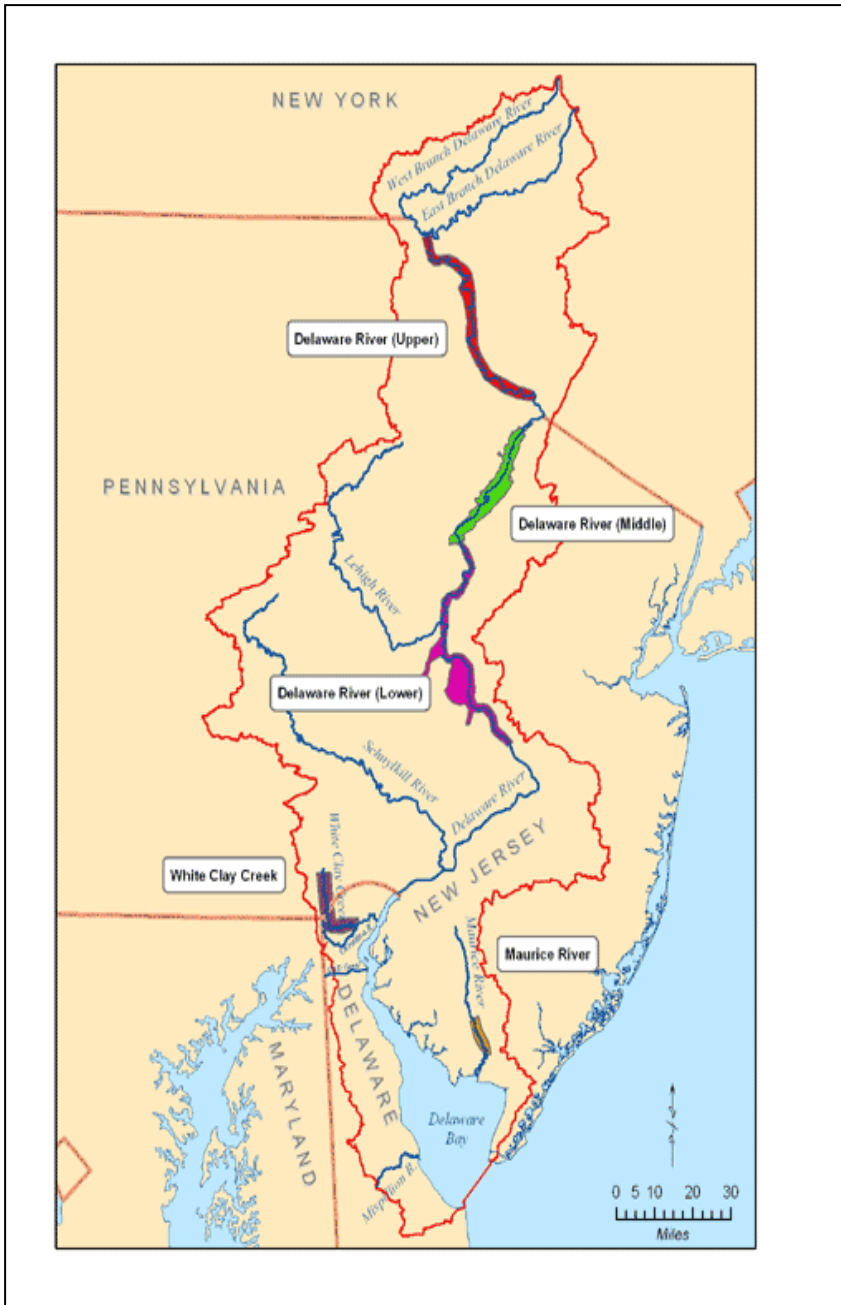 NEW YORK
West Branch Delaware River
East Branch Delaware River
Delaware River (Upper)
PENNSYLVANIA
Delaware River (Middle)
Lehigh River
Delaware River (Lower)
Schuylkill River
Delaware River
White Clay Creek
White Clay Creek
NEW JERSEY
Maurice River
Maurice River
DELAWARE
MARYLAND
Delaware
Bay
Mispillion R.
N
0 5 10 20 30
Miles